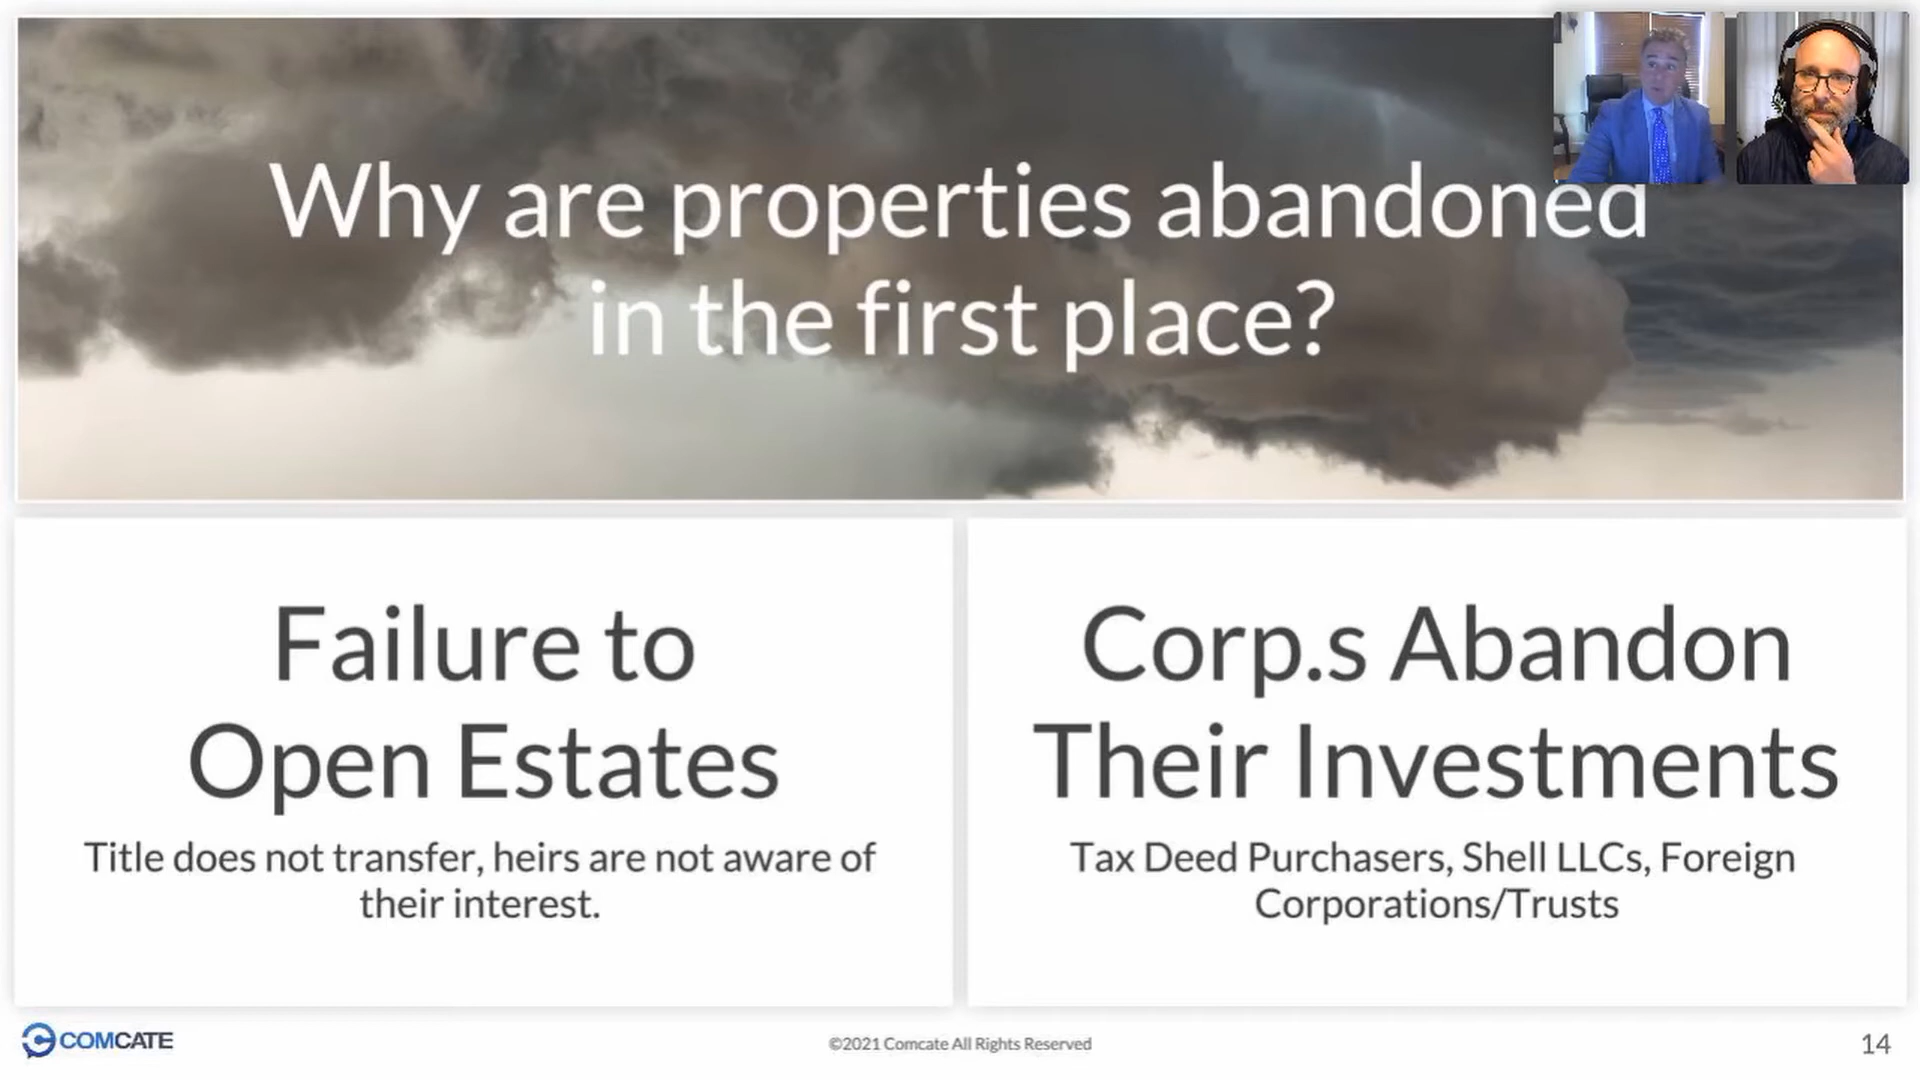 Why are properties abandoned
in the first place?
Failure to
Open Estates
Title does not transfer, heirs are not aware of
their interest.
Corp.s Abandon
Their Investments
Tax Deed Purchasers, Shell LLCs, Foreign
Corporations/Trusts
COMCATE
©2021 Comcate All Rights Reserved
14